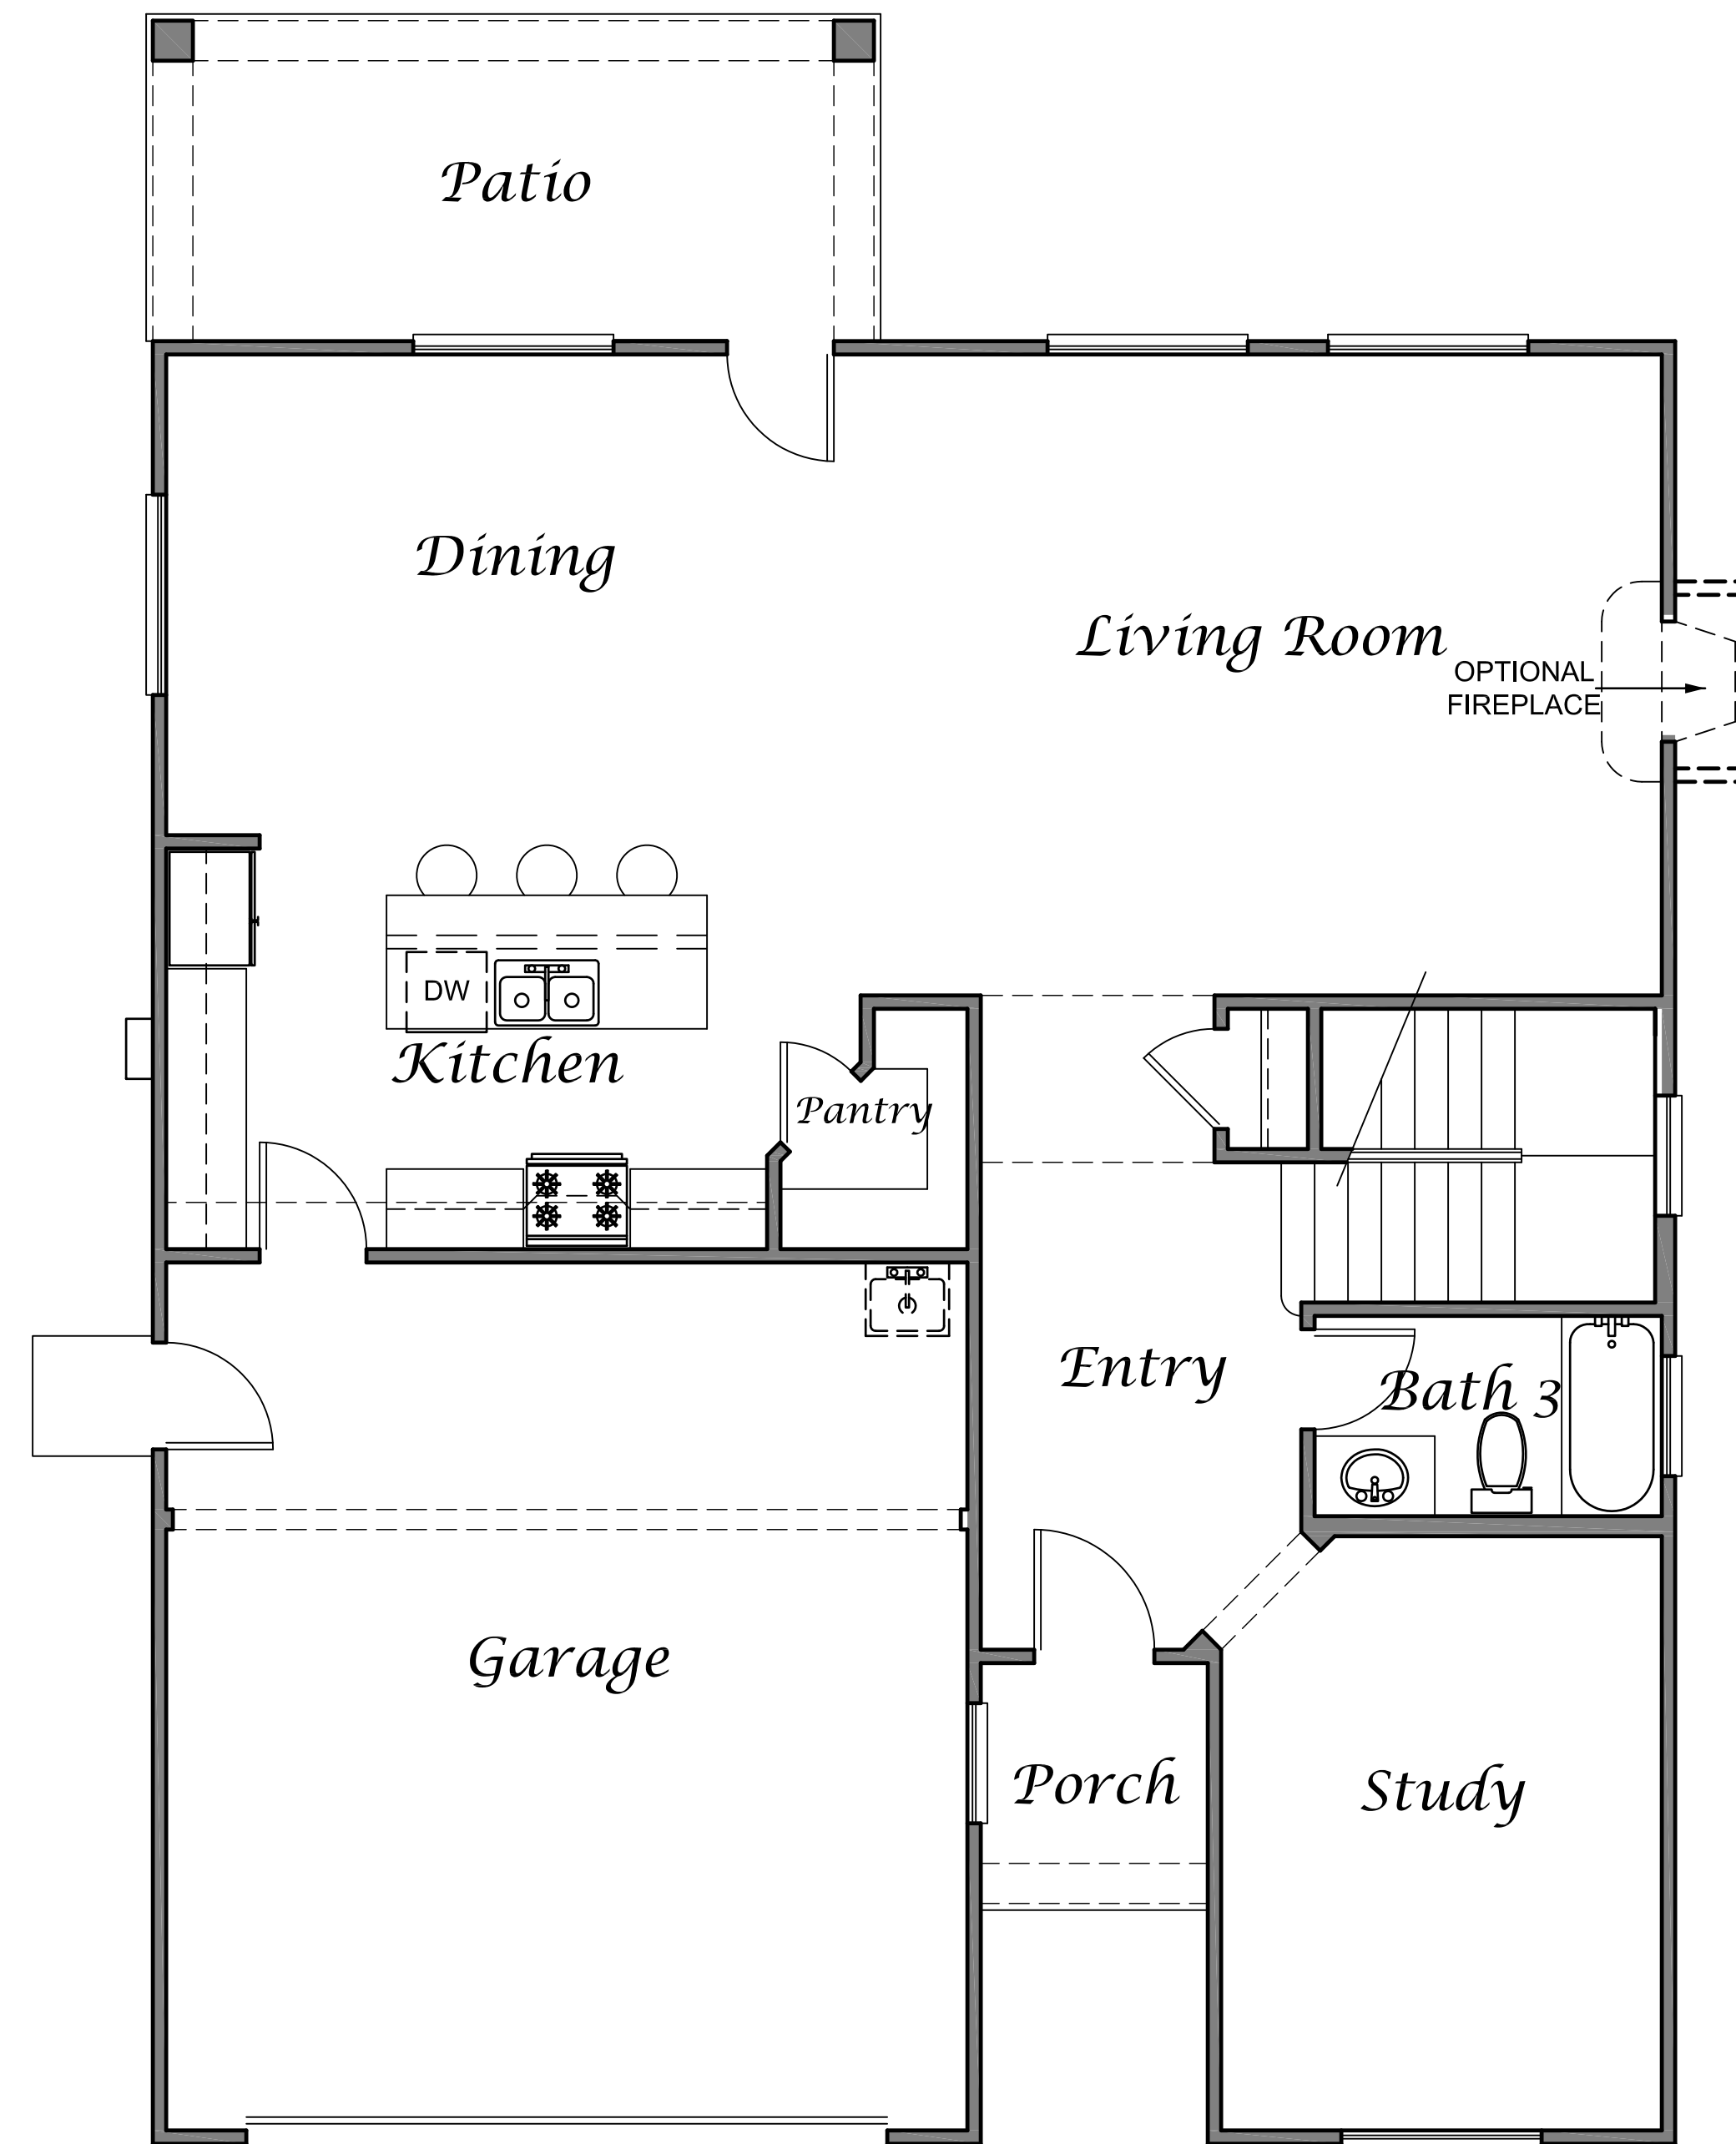 Patio
Dining
Living Room
OPTIONAL
FIREPLACE
DW
Kitchen
Pantry
Entry
Bath 3
Garage
Porch
Study